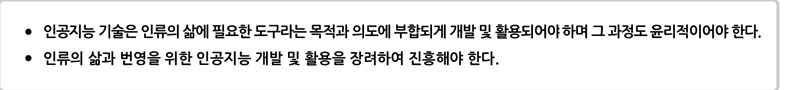 • 인공지능 기술은 인류의 삶에 필요한 도구라는 목적과 의도에 부합되게 개발 및 활용되어야 하며 그 과정도 윤리적이어야 한다.
• 인류의 삶과 번영을 위한 인공지능 개발 및 활용을 장려하여 진흥해야 한다.